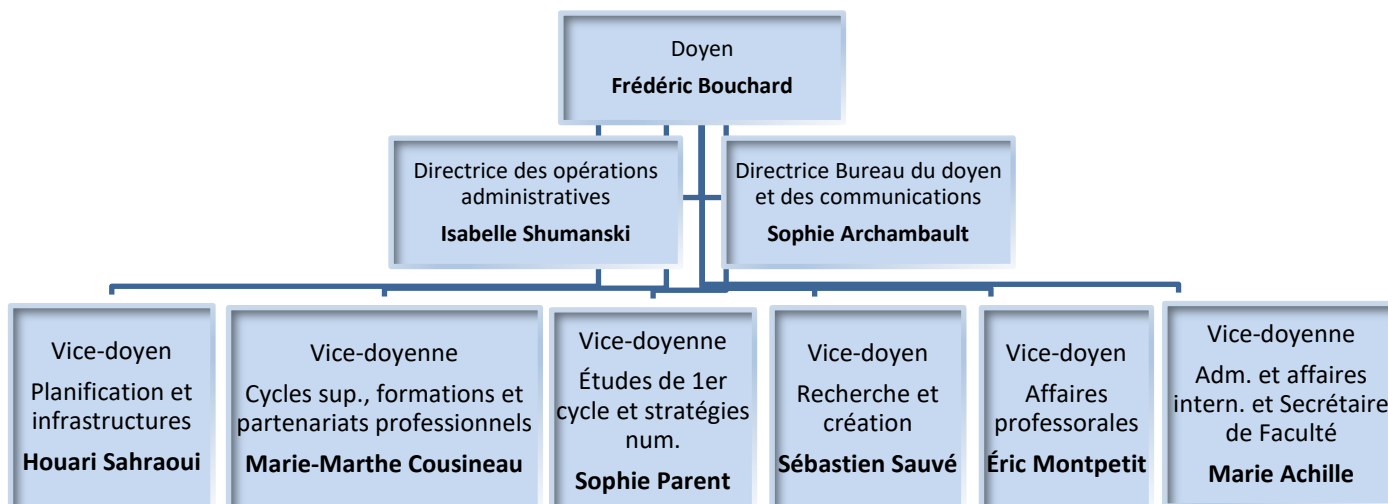 Doyen
Frédéric Bouchard
Directrice des opérations
administratives
Isabelle Shumanski
Directrice Bureau du doyen
et des communications
Sophie Archambault
Vice-doyen
Planification et
infrastructures
Houari Sahraoui
Vice-doyenne
Cycles sup., formations et
partenariats professionnels
Marie-Marthe Cousineau
Vice-doyenne
Études de 1er
cycle et stratégies
num.
Sophie Parent
Vice-doyen
Recherche et
création
Sébastien Sauvé
Vice-doyen
Affaires
professorales
Éric Montpetit
Vice-doyenne
Adm. et affaires
intern. et Secrétaire
de Faculté
Marie Achille